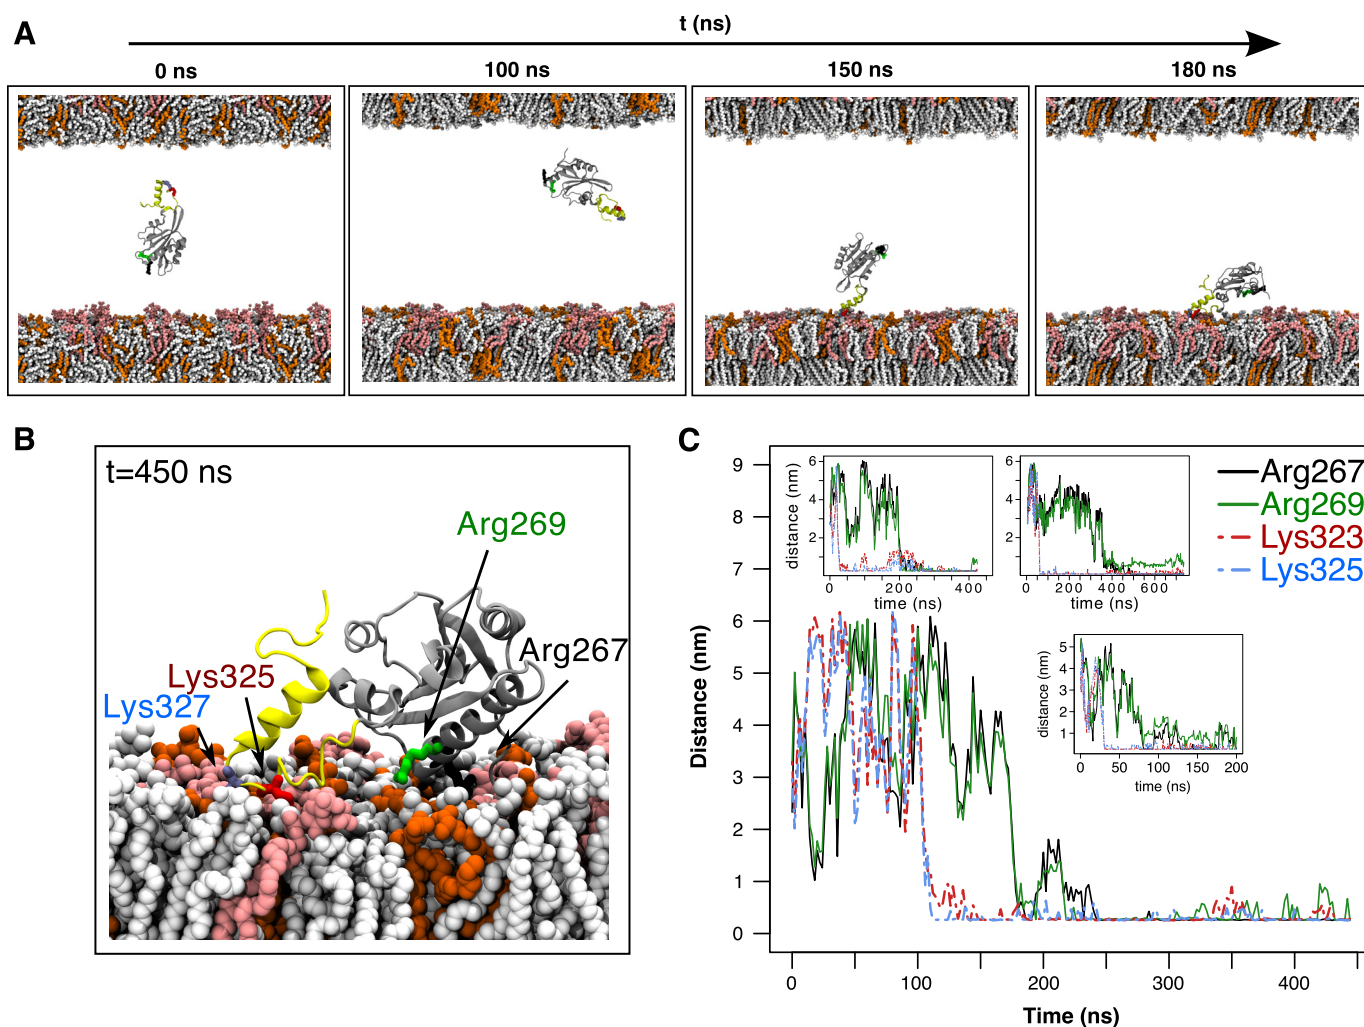 A
t (ns)
0 ns
100 ns
150 ns
180 ns
B
t=450 ns
Arg269
Arg267
Lys325
Lys327
C
Arg267
Arg269
Lys323
Lys325
Distance (nm)
9
8
7
6
5
4
3
2
1
0
0
100
200
300
400
Time (ns)
distance (nm)
6
4
2
0
200
400
time (ns)
6
4
2
0
200
400
600
time (ns)
distance (nm)
5
4
3
2
1
0
50
100
150
200
time (ns)